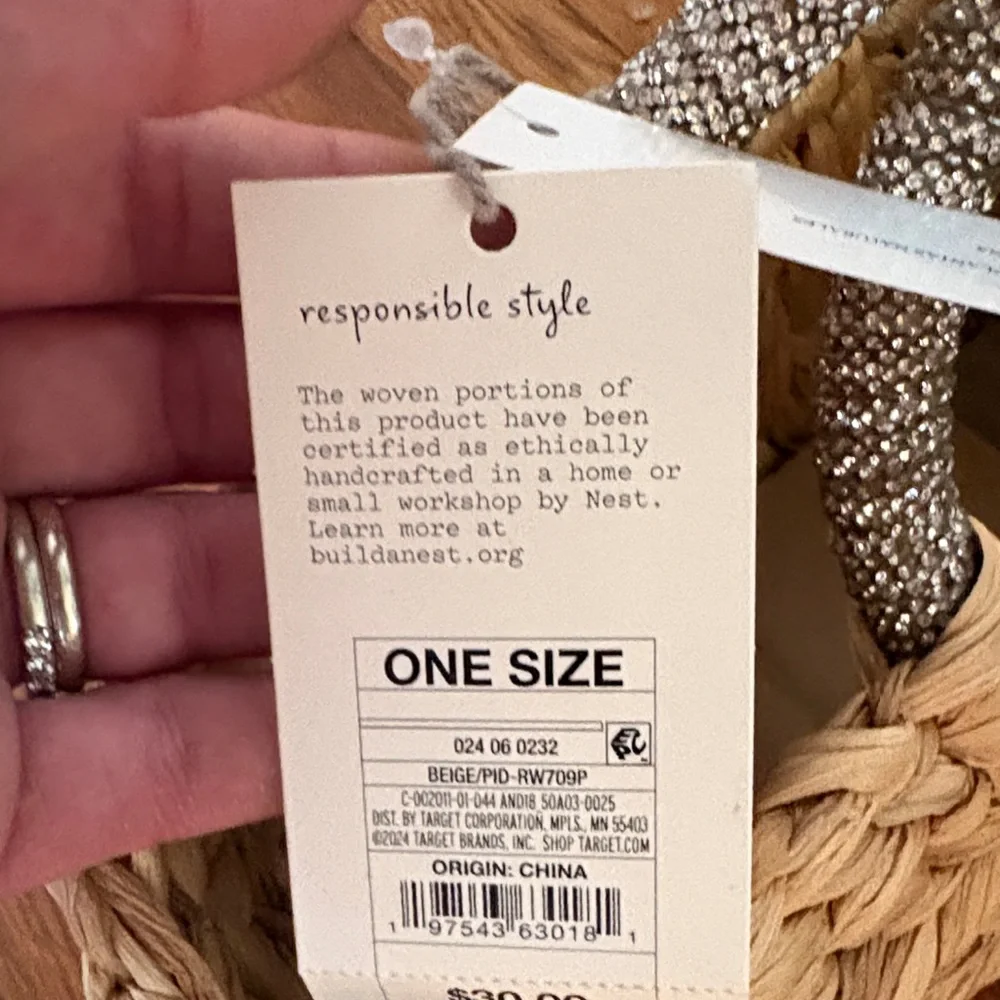 responsible style
The woven portions of
this product have been
certified as ethically
handcrafted in a home or
small workshop by Nest.
Learn more at
buildanest.org
ONE SIZE
024 06 0232
BEIGE/PID-RW709P
C-002011-01-044 AND18 50A03-0025
DIST. BY TARGET CORPORATION, MPLS., MN 55403
©2024 TARGET BRANDS, INC. SHOP TARGET.COM
ORIGIN: CHINA
1 97543 63018 1
$30.00
NATURALES